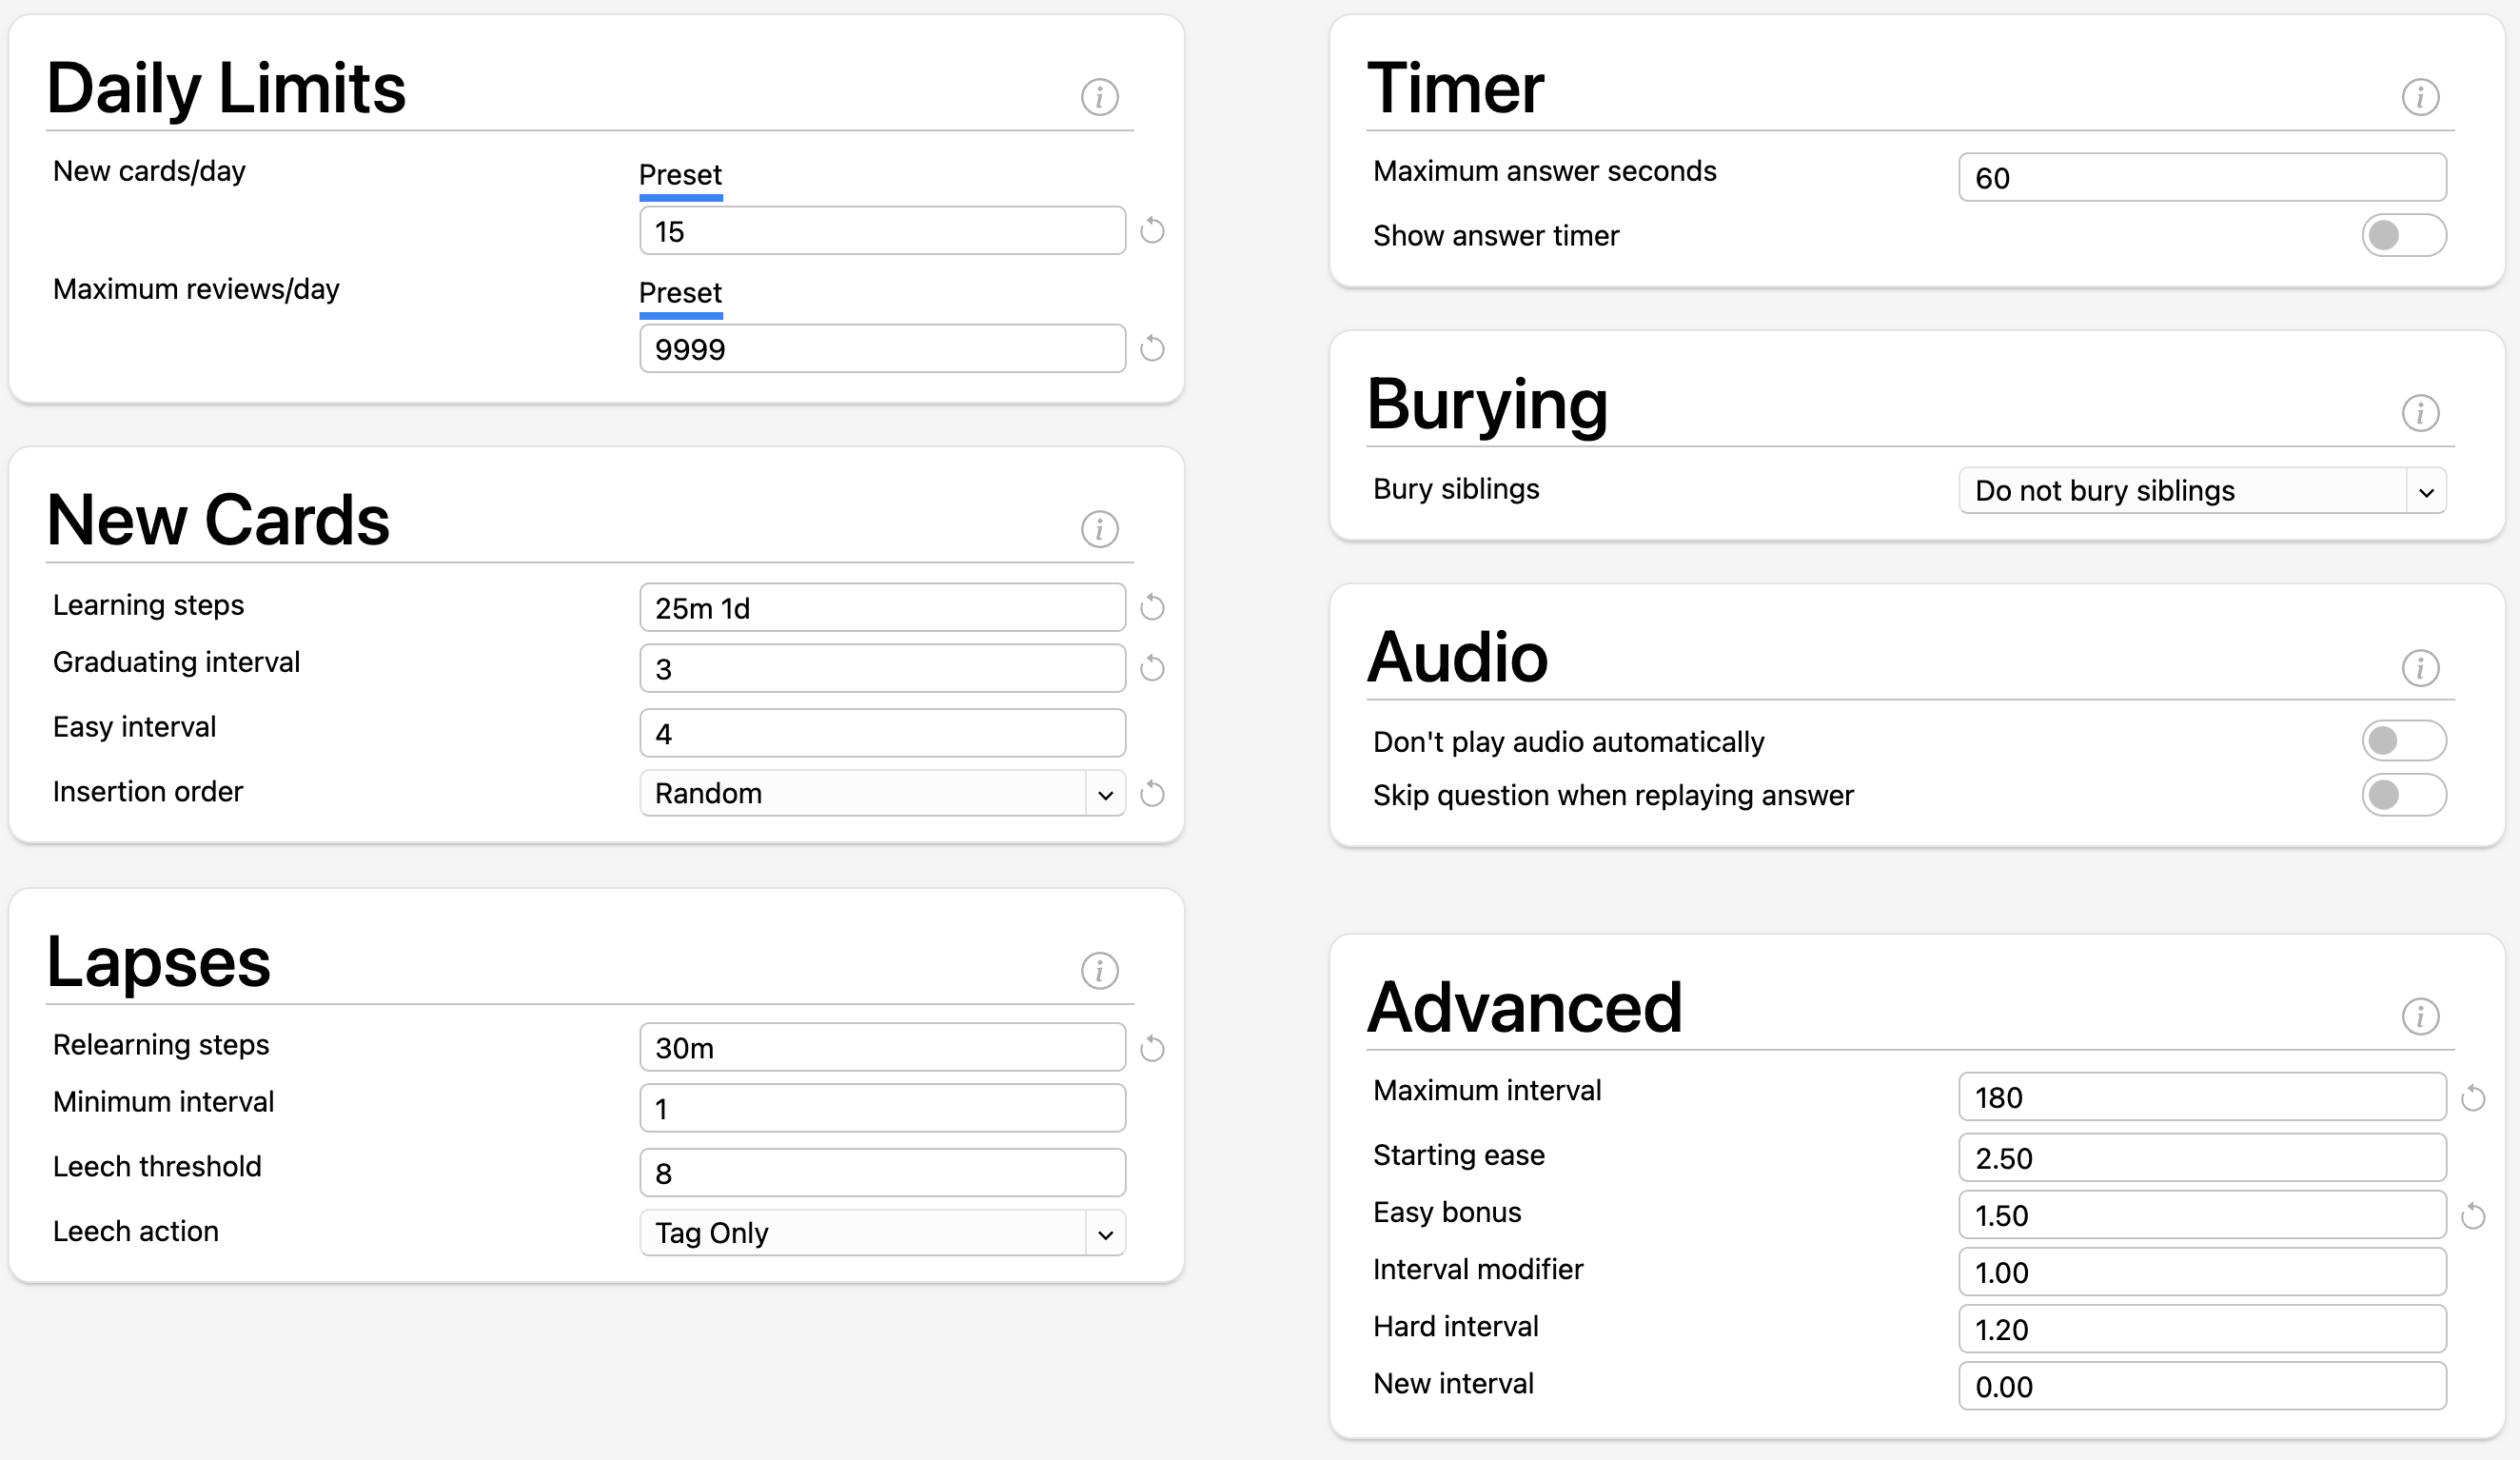 Daily Limits
New cards/day
Preset
15
Maximum reviews/day
Preset
9999
New Cards
Learning steps
25m 1d
Graduating interval
3
Easy interval
4
Insertion order
Random
Lapses
Relearning steps
30m
Minimum interval
1
Leech threshold
8
Leech action
Tag Only
Timer
Maximum answer seconds
60
Show answer timer
Burying
Bury siblings
Do not bury siblings
Audio
Don't play audio automatically
Skip question when replaying answer
Advanced
Maximum interval
180
Starting ease
2.50
Easy bonus
1.50
Interval modifier
1.00
Hard interval
1.20
New interval
0.00